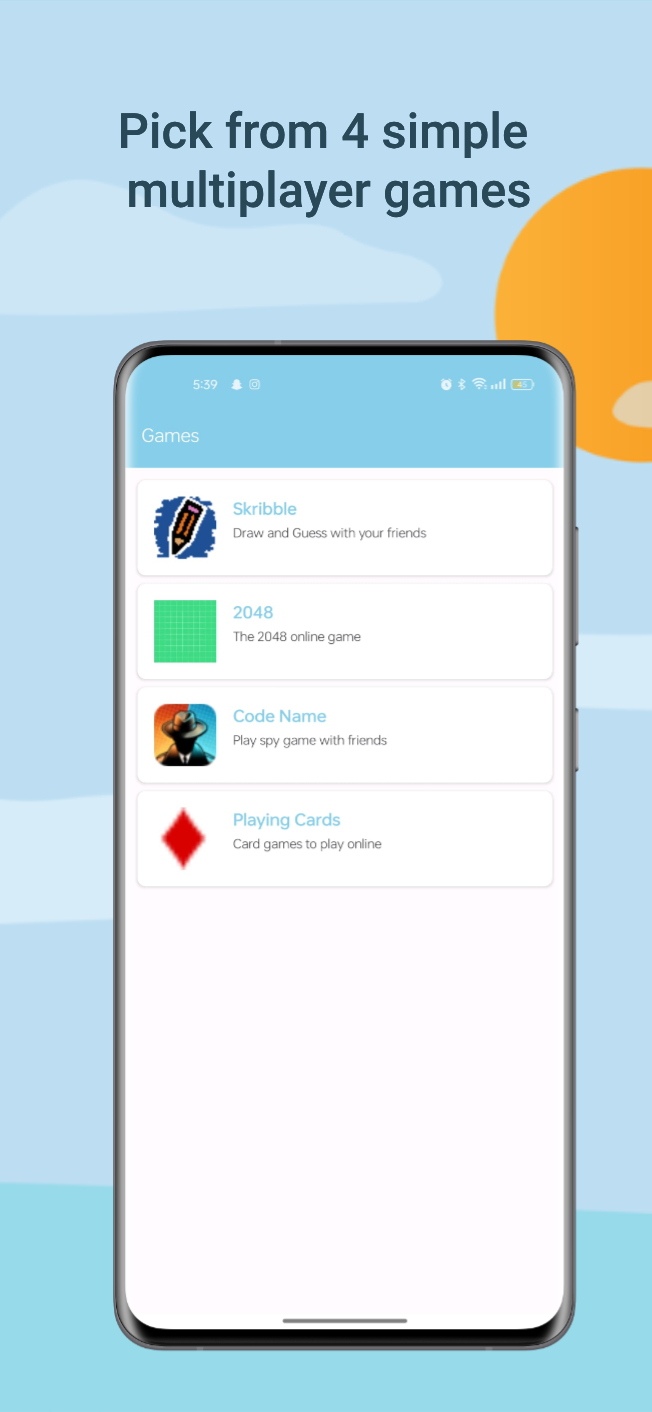 Pick from 4 simple
multiplayer games
5:39
45
Games
Skribble
Draw and Guess with your friends
2048
The 2048 online game
Code Name
Play spy game with friends
Playing Cards
Card games to play online